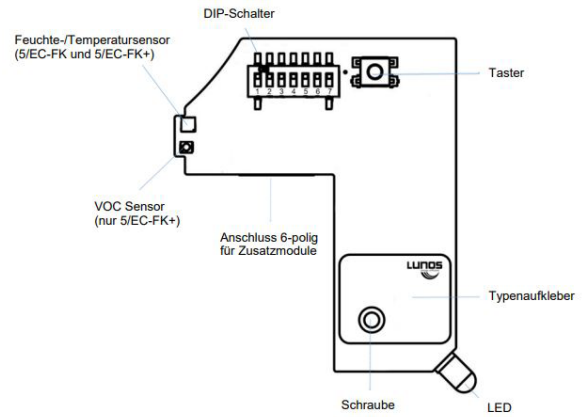 DIP-Schalter
Feuchte-/Temperatursensor
(5/EC-FK und 5/EC-FK+)
Taster
1 2 3 4 5 6 7
VOC Sensor
(nur 5/EC-FK+)
Anschluss 6-polig
für Zusatzmodule
LUNOS
Typenaufkleber
Schraube
LED